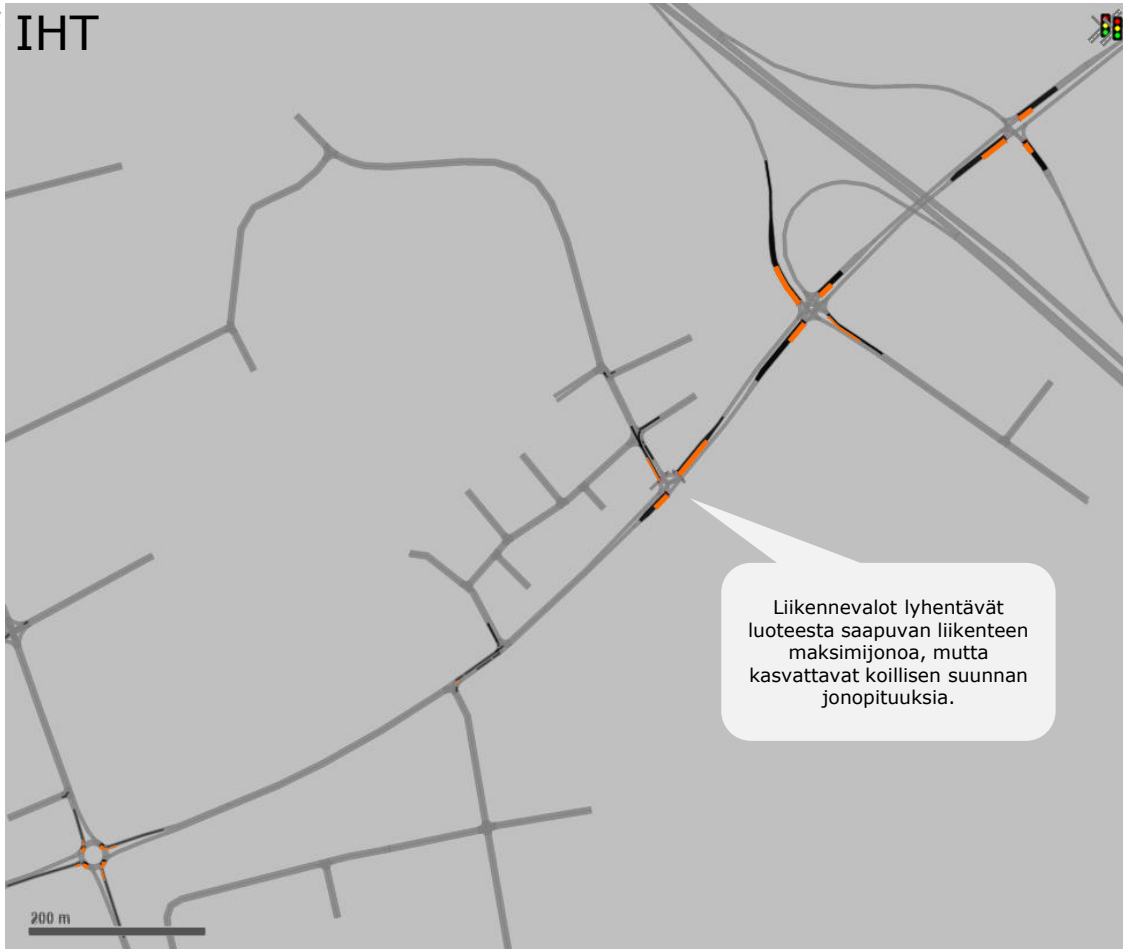 IHT
Liikennevalot lyhentävät
luoteesta saapuvan liikenteen
maksimijonoa, mutta
kasvattavat koillisen suunnan
jonopituuksia.
200 m